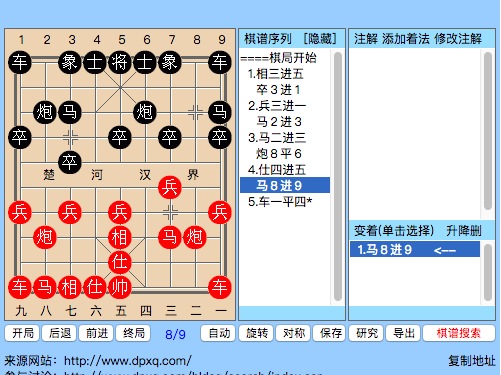 1 2 3 4 5 6 7 8 9
车 象 士 将 士 象 车
炮 马 炮 马
卒 卒 卒 卒
卒
楚 河 汉 界
兵
兵 兵 兵 兵
炮 相 马 炮
仕
车 马 相 仕 帅 车
九 八 七 六 五 四 三 二 一
棋谱序列 [隐藏]
====棋局开始
1.相三进五
卒3进1
2.兵三进一
马2进3
3.马二进三
炮8平6
4.仕四进五
马8进9
5.车一平四*
注解 添加着法 修改注解
变着(单击选择) 升降删
1.马8进9 <--
开局 后退 前进 终局 8/9 自动 旋转 对称 保存 研究 导出 棋谱搜索
来源网站: http://www.dpxq.com/ 复制地址